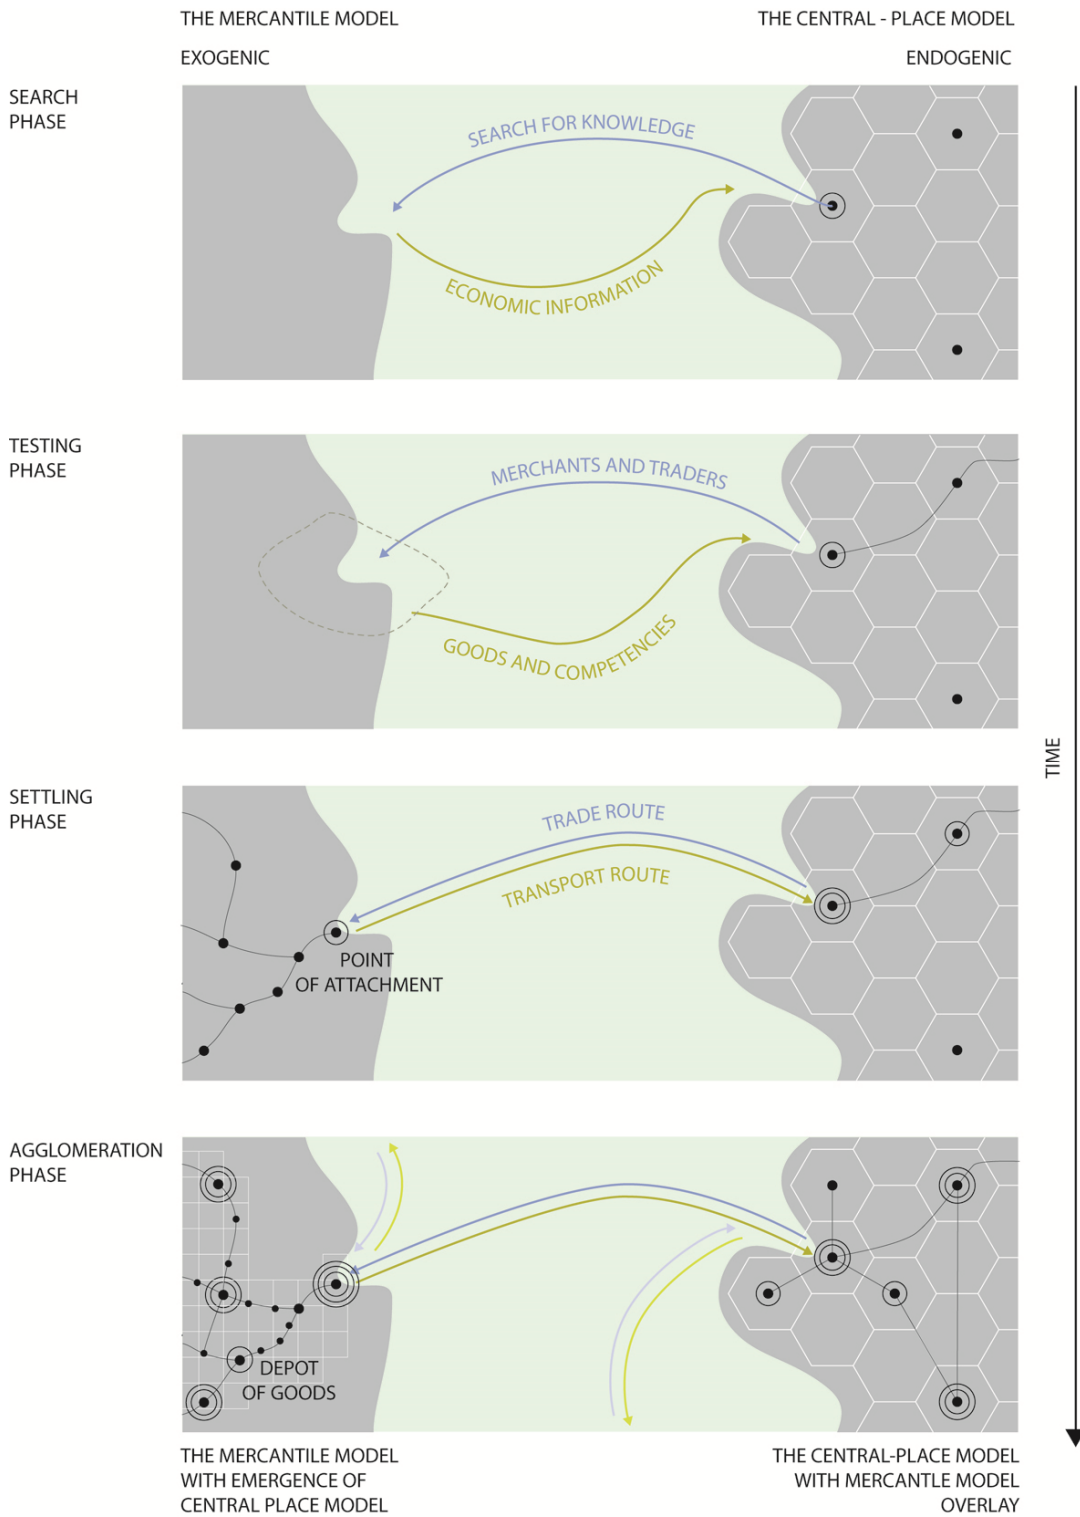 THE MERCANTILE MODEL
THE CENTRAL - PLACE MODEL
EXOGENIC
ENDOGENIC
SEARCH
PHASE
SEARCH FOR KNOWLEDGE
ECONOMIC INFORMATION
TESTING
PHASE
MERCHANTS AND TRADERS
GOODS AND COMPETENCIES
TIME
SETTLING
PHASE
TRADE ROUTE
TRANSPORT ROUTE
POINT
OF ATTACHMENT
AGGLOMERATION
PHASE
DEPOT
OF GOODS
THE MERCANTILE MODEL
WITH EMERGENCE OF
CENTRAL PLACE MODEL
THE CENTRAL-PLACE MODEL
WITH MERCANTLE MODEL
OVERLAY